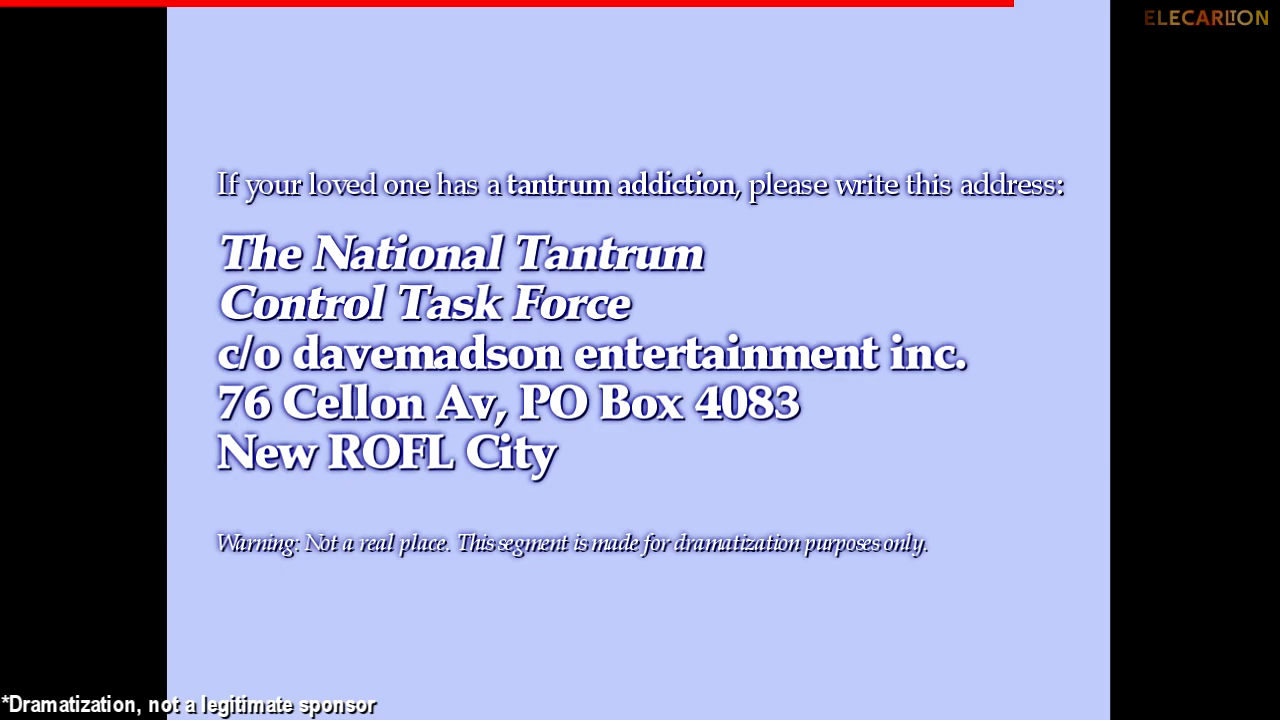 ELECARLTON
If your loved one has a tantrum addiction, please write this address:
The National Tantrum
Control Task Force
c/o davemadson entertainment inc.
76 Cellon Av, PO Box 4083
New ROFL City
Warning: Not a real place. This segment is made for dramatization purposes only.
*Dramatization, not a legitimate sponsor